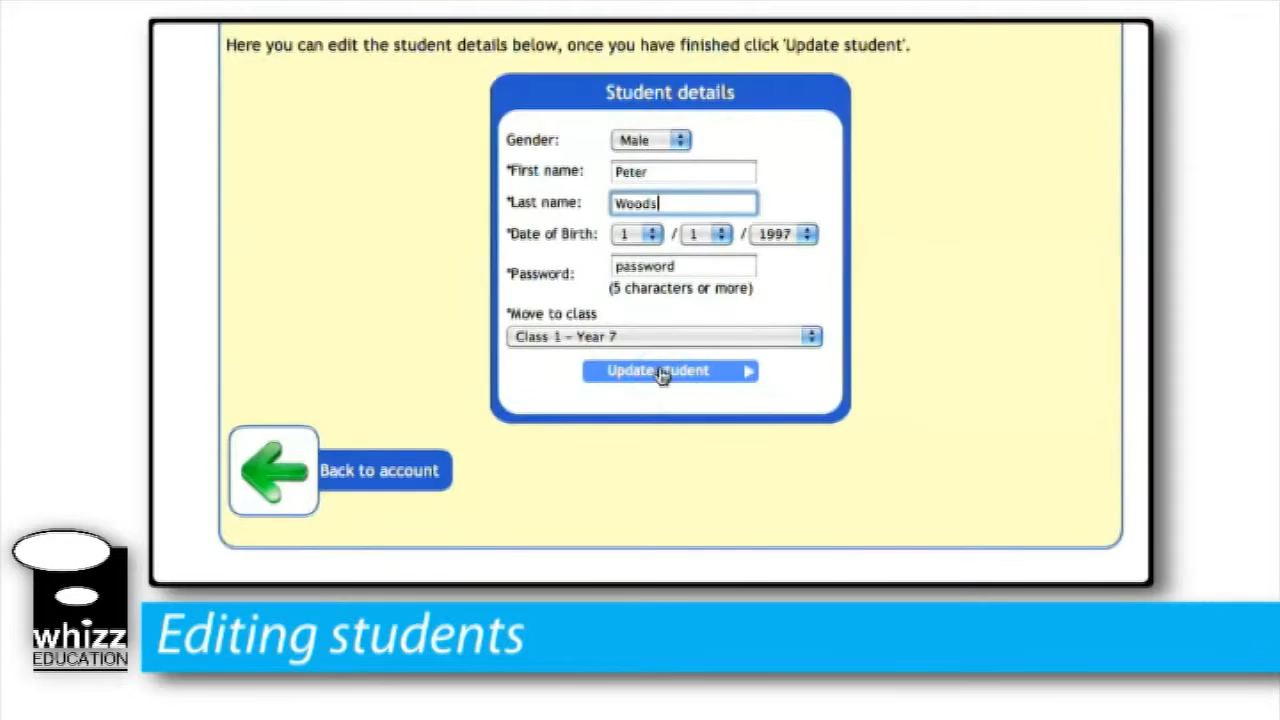 Here you can edit the student details below, once you have finished click 'Update student'.
Student details
Gender: Male
*First name: Peter
*Last name: Woods
*Date of Birth: 1 / 1 / 1997
*Password: password
(5 characters or more)
*Move to class
Class 1 - Year 7
Update student
Back to account
whizz
EDUCATION
Editing students